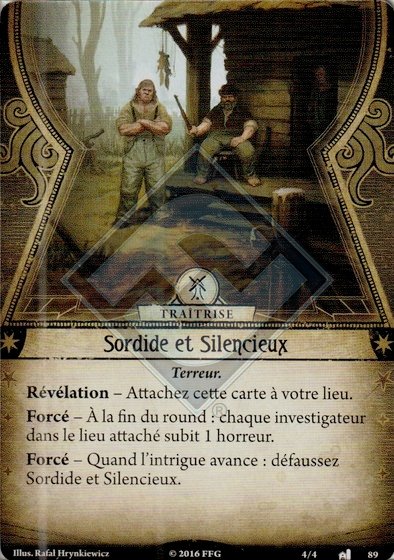 TRAÎTRISE
Sordide et Silencieux
Terreur.
Révélation – Attachez cette carte à votre lieu.
Forcé – À la fin du round : chaque investigateur
dans le lieu attaché subit 1 horreur.
Forcé – Quand l'intrigue avance : défaussez
Sordide et Silencieux.
Illus. Rafał Hrynkiewicz © 2016 FFG 4/4 89